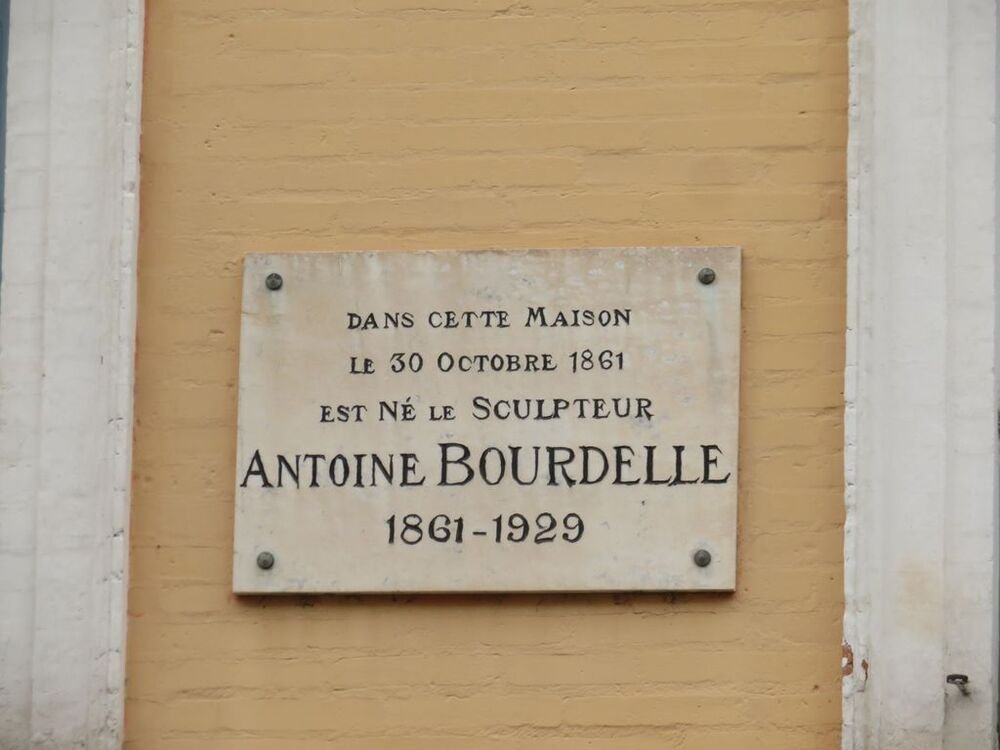 DANS CETTE MAISON
LE 30 OCTOBRE 1861
EST NÉ LE SCULPTEUR
ANTOINE BOURDELLE
1861-1929